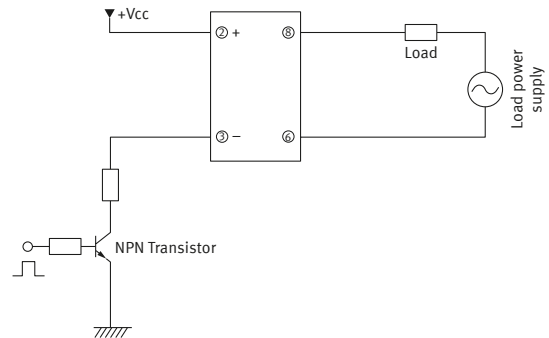 +Vcc
② +
⑧
Load
Load power
supply
③ −
⑥
NPN Transistor